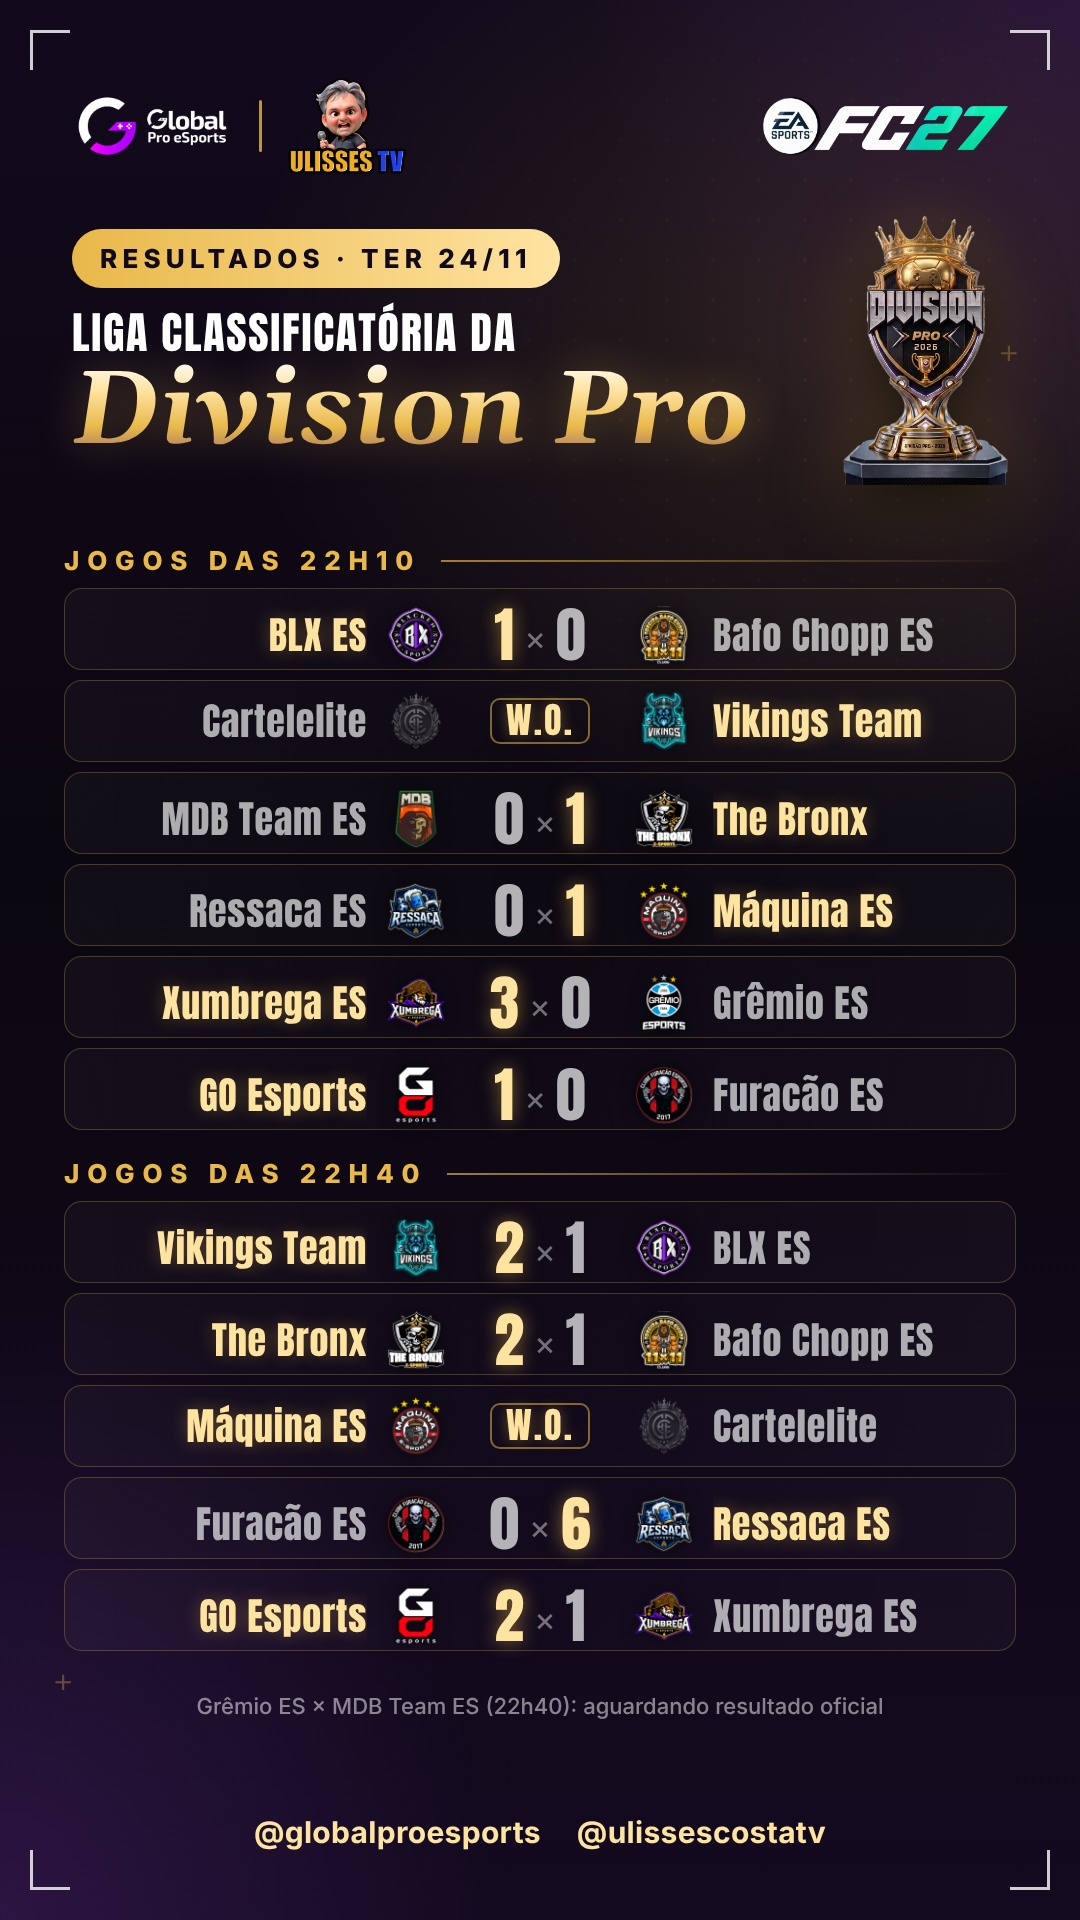 Global
Pro eSports
ULISSES TV
EA
SPORTS
FC27
RESULTADOS · TER 24/11
LIGA CLASSIFICATÓRIA DA
Division Pro
DIVISION
PRO
2026
JOGOS DAS 22H10
BLX ES 1 × 0 Bafo Chopp ES
Cartelelite W.O. Vikings Team
MDB Team ES 0 × 1 The Bronx
Ressaca ES 0 × 1 Máquina ES
Xumbrega ES 3 × 0 Grêmio ES
GO Esports 1 × 0 Furacão ES
JOGOS DAS 22H40
Vikings Team 2 × 1 BLX ES
The Bronx 2 × 1 Bafo Chopp ES
Máquina ES W.O. Cartelelite
Furacão ES 0 × 6 Ressaca ES
GO Esports 2 × 1 Xumbrega ES
Grêmio ES × MDB Team ES (22h40): aguardando resultado oficial
@globalproesports @ulissescostatv